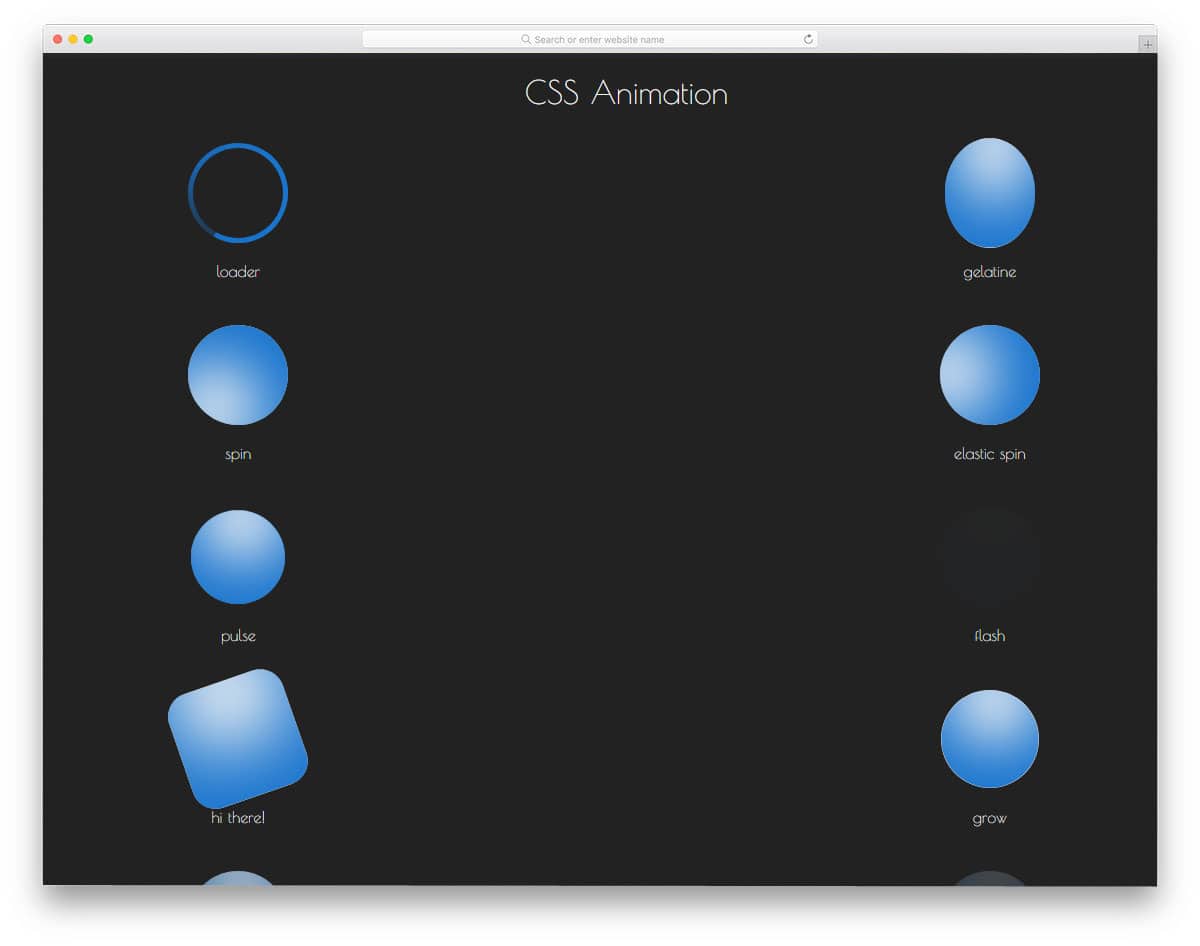 Search or enter website name
CSS Animation
loader
gelatine
spin
elastic spin
pulse
flash
hi there!
grow